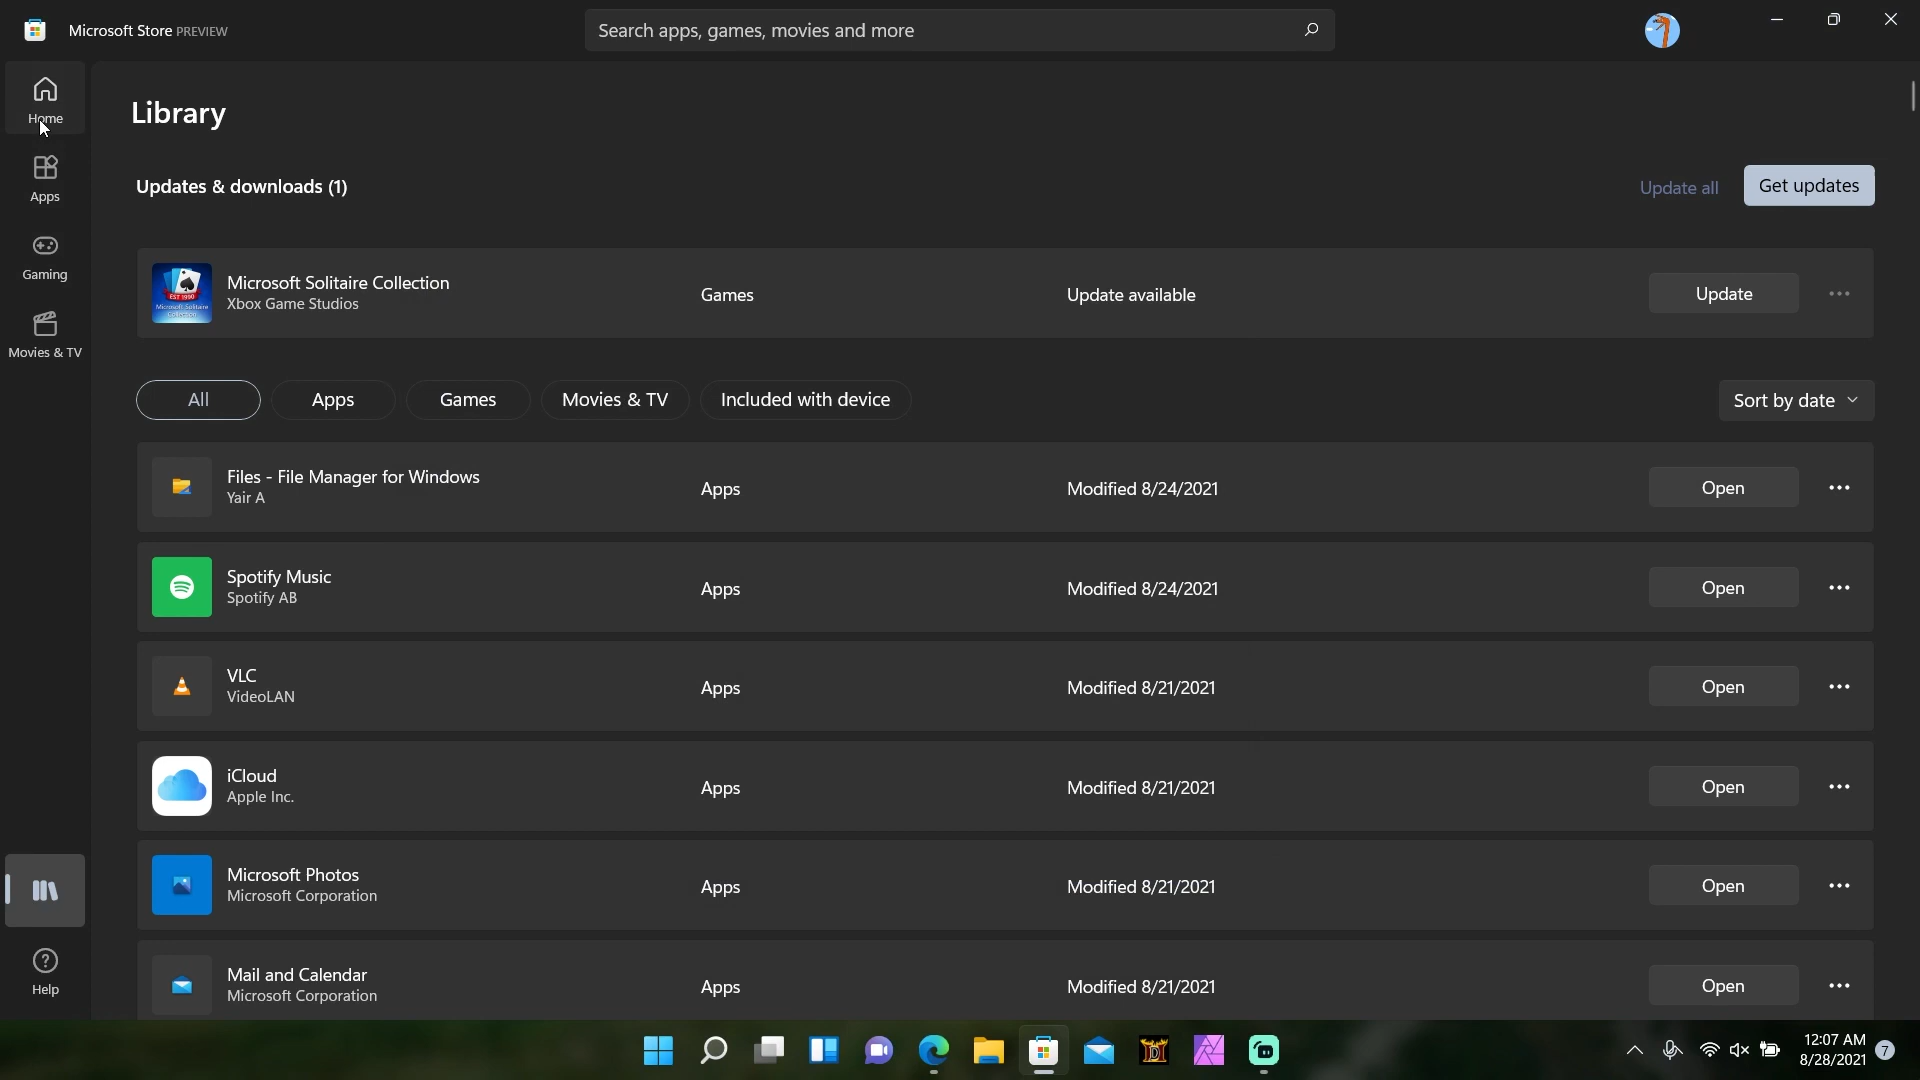 Microsoft Store PREVIEW
Search apps, games, movies and more
Home
Apps
Gaming
Movies & TV
Help
Library
Updates & downloads (1)
Update all
Get updates
Microsoft Solitaire Collection
Xbox Game Studios
Games
Update available
Update
All
Apps
Games
Movies & TV
Included with device
Sort by date
Files - File Manager for Windows
Yair A
Apps
Modified 8/24/2021
Open
Spotify Music
Spotify AB
Apps
Modified 8/24/2021
Open
VLC
VideoLAN
Apps
Modified 8/21/2021
Open
iCloud
Apple Inc.
Apps
Modified 8/21/2021
Open
Microsoft Photos
Microsoft Corporation
Apps
Modified 8/21/2021
Open
Mail and Calendar
Microsoft Corporation
Apps
Modified 8/21/2021
Open
12:07 AM
8/28/2021
7